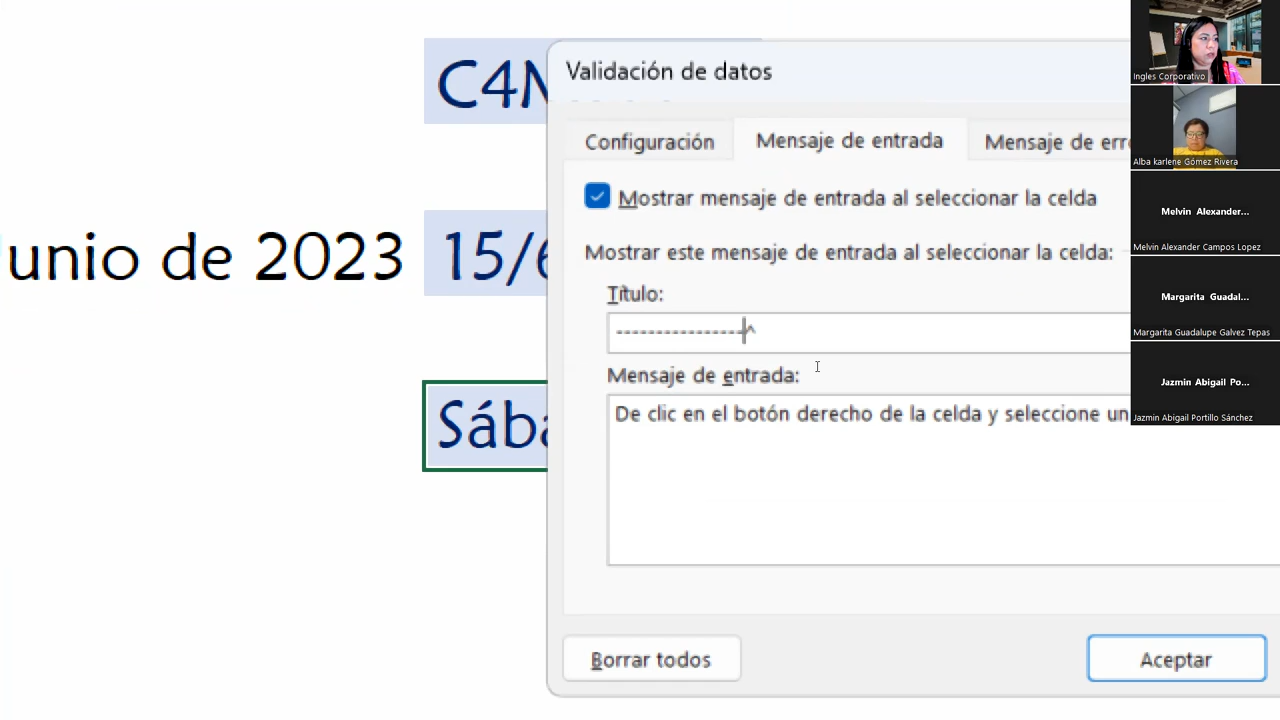 C4
Validación de datos
Configuración
Mensaje de entrada
Mensaje de
Mostrar mensaje de entrada al seleccionar la celda
Mostrar este mensaje de entrada al seleccionar la celda:
unio de 2023
15/6
Título:
----------------^
Mensaje de entrada:
De clic en el botón derecho de la celda y seleccione un
Sába
Borrar todos
Aceptar
Ingles Corporativo
Alba karlene Gómez Rivera
Melvin Alexander...
Melvin Alexander Campos Lopez
Margarita Guadal...
Margarita Guadalupe Galvez Tepas
Jazmin Abigail Po...
Jazmin Abigail Portillo Sánchez